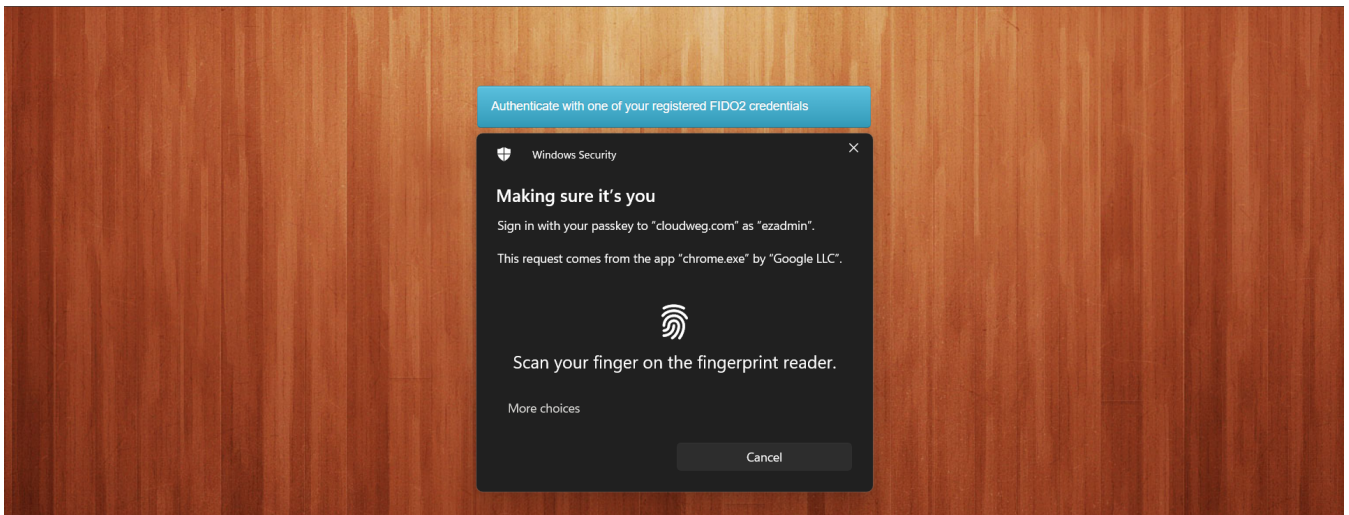 Authenticate with one of your registered FIDO2 credentials
Windows Security
Making sure it's you
Sign in with your passkey to "cloudweg.com" as "ezadmin".
This request comes from the app "chrome.exe" by "Google LLC".
Scan your finger on the fingerprint reader.
More choices
Cancel